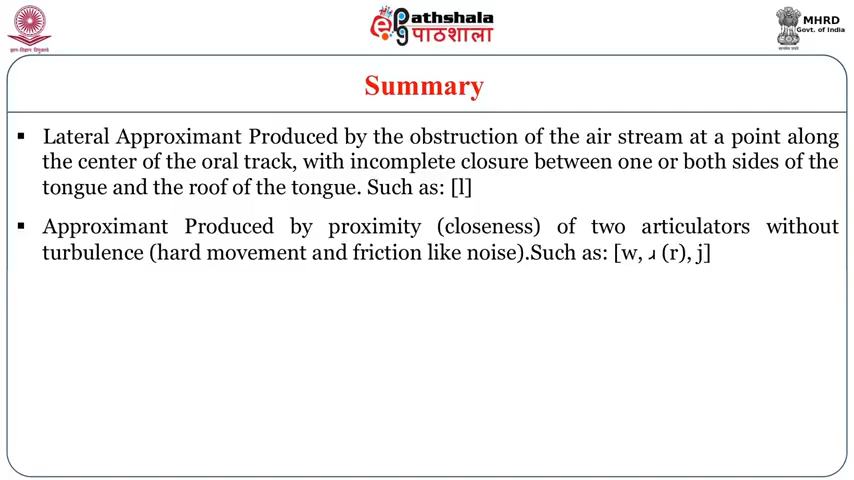 ePathshala
पाठशाला
MHRD
Govt. of India
Summary
▪ Lateral Approximant Produced by the obstruction of the air stream at a point along
the center of the oral track, with incomplete closure between one or both sides of the
tongue and the roof of the tongue. Such as: [l]
▪ Approximant Produced by proximity (closeness) of two articulators without
turbulence (hard movement and friction like noise).Such as: [w, ɹ (r), j]